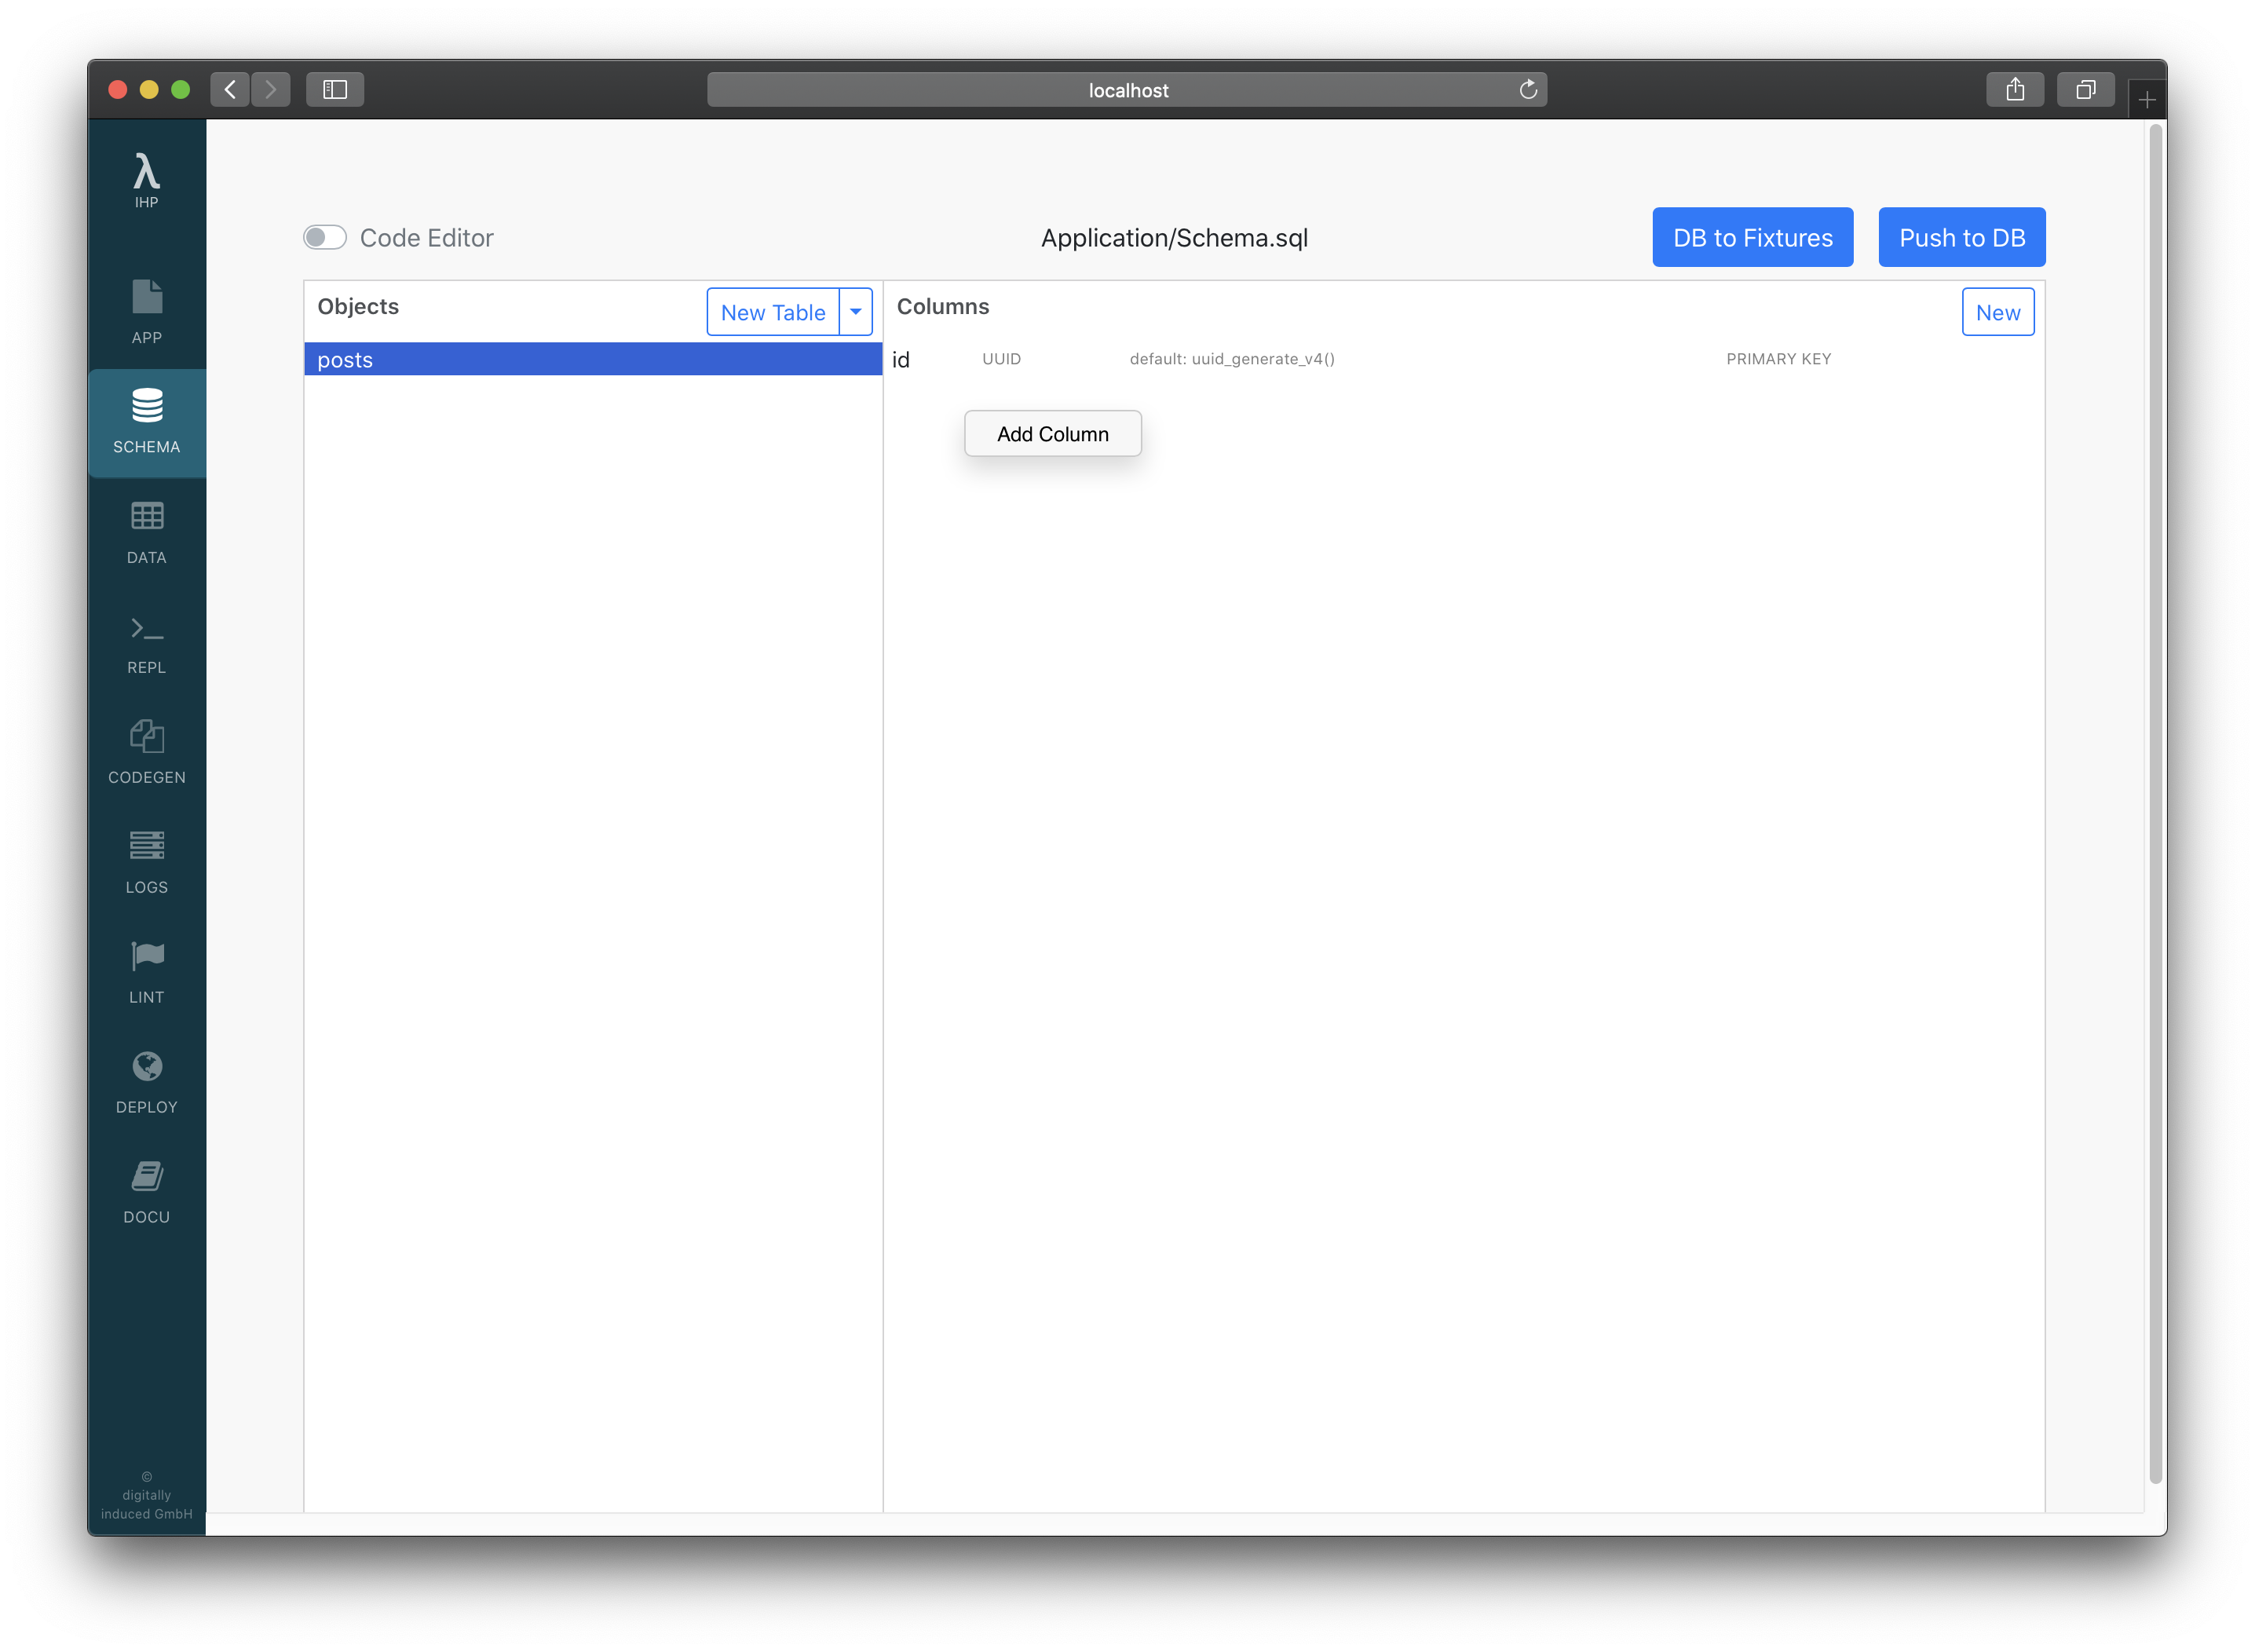 localhost
λ
IHP
APP
SCHEMA
DATA
REPL
CODEGEN
LOGS
LINT
DEPLOY
DOCU
©
digitally
induced GmbH
Code Editor
Application/Schema.sql
DB to Fixtures
Push to DB
Objects
New Table
Columns
New
posts
id
UUID
default: uuid_generate_v4()
PRIMARY KEY
Add Column